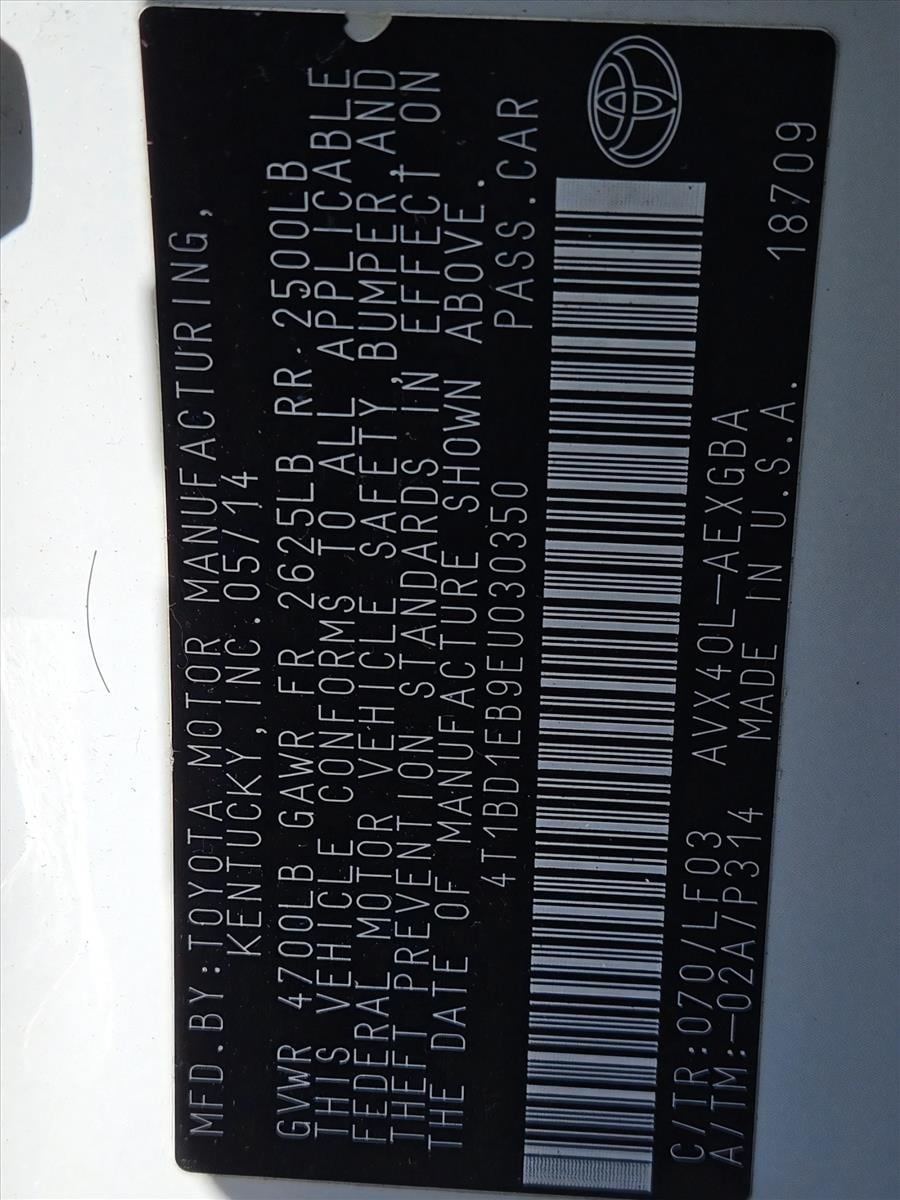 MFD.BY:TOYOTA MOTOR MANUFACTURING,
KENTUCKY, INC.05/14
GVWR 4700LB GAWR FR 2625LB RR 2500LB
THIS VEHICLE CONFORMS TO ALL APPLICABLE
FEDERAL MOTOR VEHICLE SAFETY, BUMPER AND
THEFT PREVENTION STANDARDS IN EFFECT ON
THE DATE OF MANUFACTURE SHOWN ABOVE.
4T1BD1EB9EU030350 PASS.CAR
C/TR:070/LF03 AVX40L-AEXGBA
A/TM:-02A7P314 MADE IN U.S.A. 18709